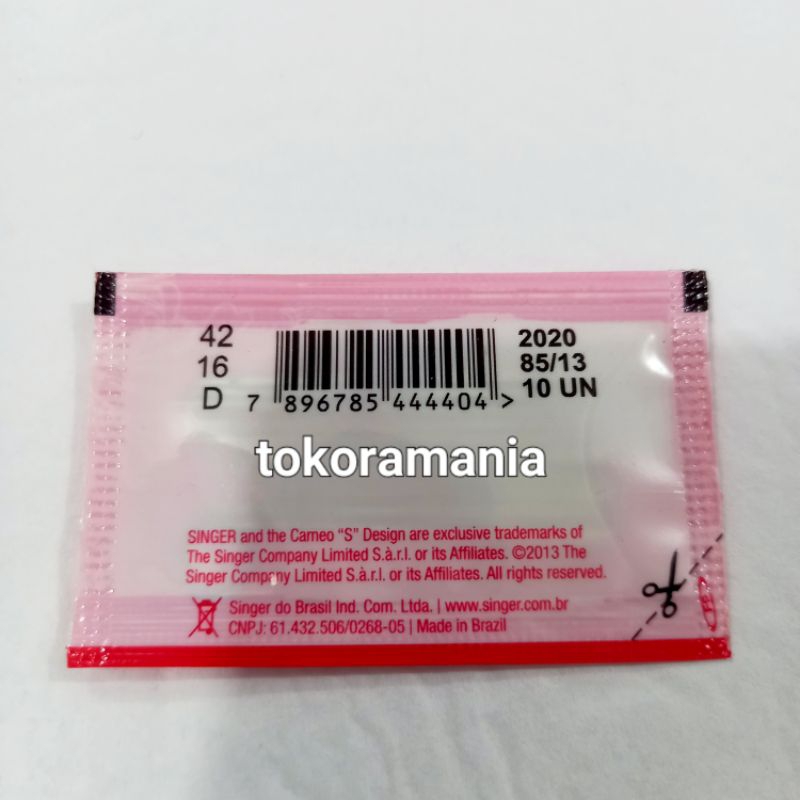 42
16
D
7 896785 444404 >
2020
85/13
10 UN
tokoramania
SINGER and the Cameo "S" Design are exclusive trademarks of
The Singer Company Limited S.à.r.l. or its Affiliates. ©2013 The
Singer Company Limited S.à.r.l. or its Affiliates. All rights reserved.
Singer do Brasil Ind. Com. Ltda. | www.singer.com.br
CNPJ: 61.432.506/0268-05 | Made in Brazil